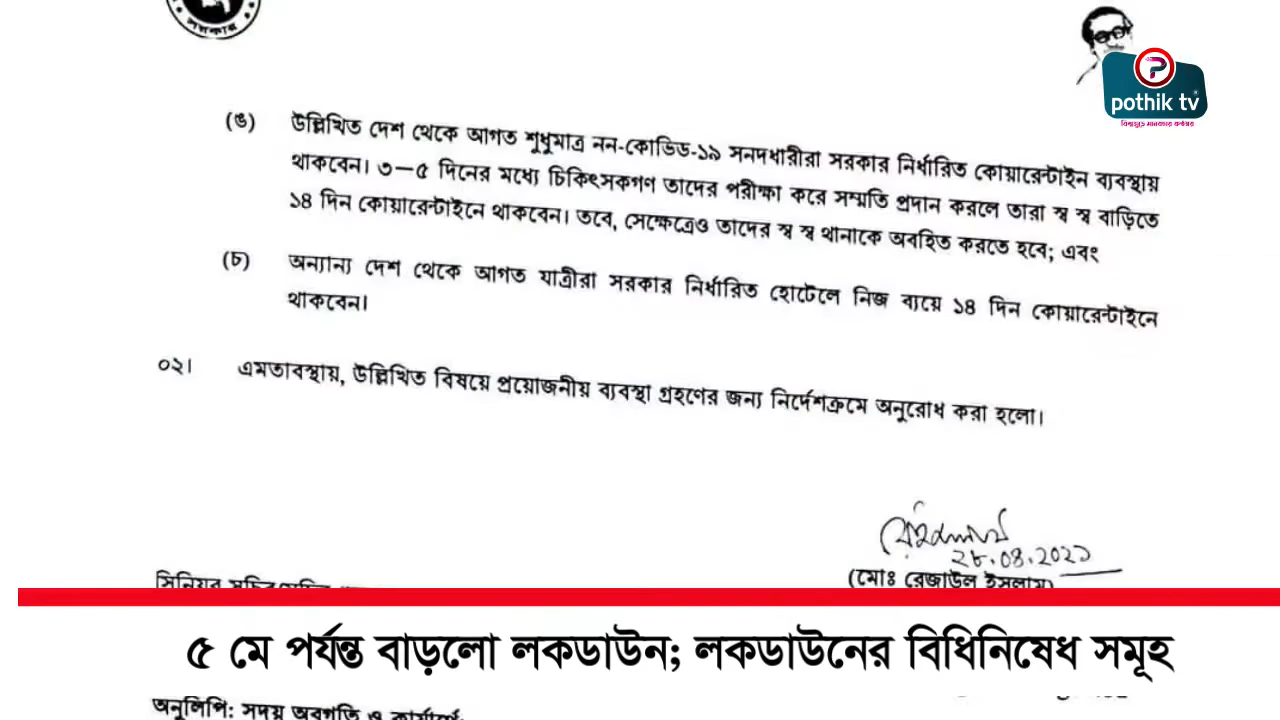 সরকার
pothik tv
(ঙ) উল্লিখিত দেশ থেকে আগত শুধুমাত্র নন-কোভিড-১৯ সনদধারীরা সরকার নির্ধারিত কোয়ারেন্টাইন ব্যবস্থায়
থাকবেন। ৩–৫ দিনের মধ্যে চিকিৎসকগণ তাদের পরীক্ষা করে সম্মতি প্রদান করলে তারা স্ব স্ব বাড়িতে
১৪ দিন কোয়ারেন্টাইনে থাকবেন। তবে, সেক্ষেত্রেও তাদের স্ব স্ব থানাকে অবহিত করতে হবে; এবং
(চ) অন্যান্য দেশ থেকে আগত যাত্রীরা সরকার নির্ধারিত হোটেলে নিজ ব্যয়ে ১৪ দিন কোয়ারেন্টাইনে
থাকবেন।
০২। এমতাবস্থায়, উল্লিখিত বিষয়ে প্রয়োজনীয় ব্যবস্থা গ্রহণের জন্য নির্দেশক্রমে অনুরোধ করা হলো।
২৮.০৪.২০২১
(মোঃ রেজাউল ইসলাম)
সিনিয়র সচিব/সচিব
৫ মে পর্যন্ত বাড়লো লকডাউন; লকডাউনের বিধিনিষেধ সমূহ
অনুলিপি: সদয় অবগতি ও কার্যার্থে: